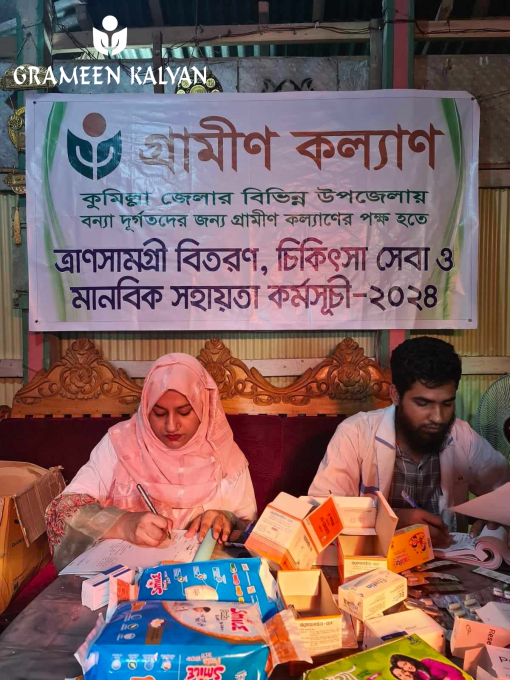 GRAMEEN KALYAN
গ্রামীণ কল্যাণ
কুমিল্লা জেলার বিভিন্ন উপজেলায়
বন্যা দূর্গতদের জন্য গ্রামীণ কল্যাণের পক্ষ হতে
ত্রাণসামগ্রী বিতরণ, চিকিৎসা সেবা ও
মানবিক সহায়তা কর্মসূচী-২০২৪
SMILE
SMILE